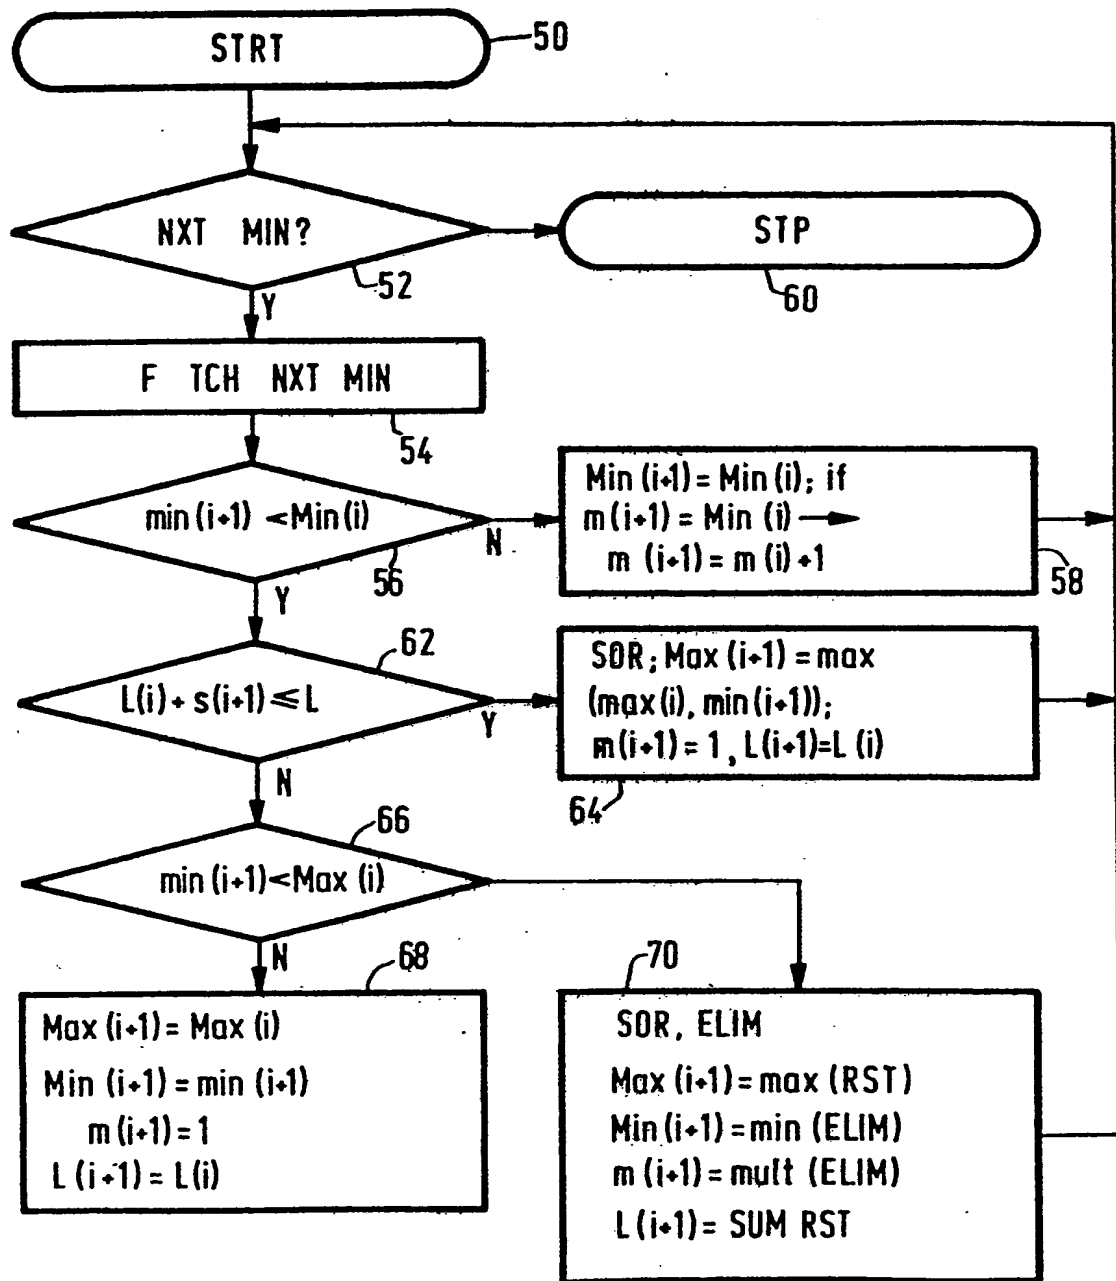 STRT
50
NXT MIN?
52
STP
60
Y
F TCH NXT MIN
54
min (i+1) <Min(i)
56
N
Min (i+1) = Min (i); if
m(i+1) = Min (i) →
m (i+1) = m(i)+1
58
Y
62
L(i) + s(i+1) ≤ L
Y
SOR; Max (i+1) = max
(max(i), min(i+1));
m(i+1) = 1, L(i+1)=L(i)
64
N
66
min (i+1)<Max (i)
N
68
Max (i+1) = Max (i)
Min (i+1) = min (i+1)
m(i+1) = 1
L (i+1) = L(i)
70
SOR, ELIM
Max (i+1) = max (RST)
Min (i+1) = min (ELIM)
m (i+1) = mult (ELIM)
L(i+1) = SUM RST